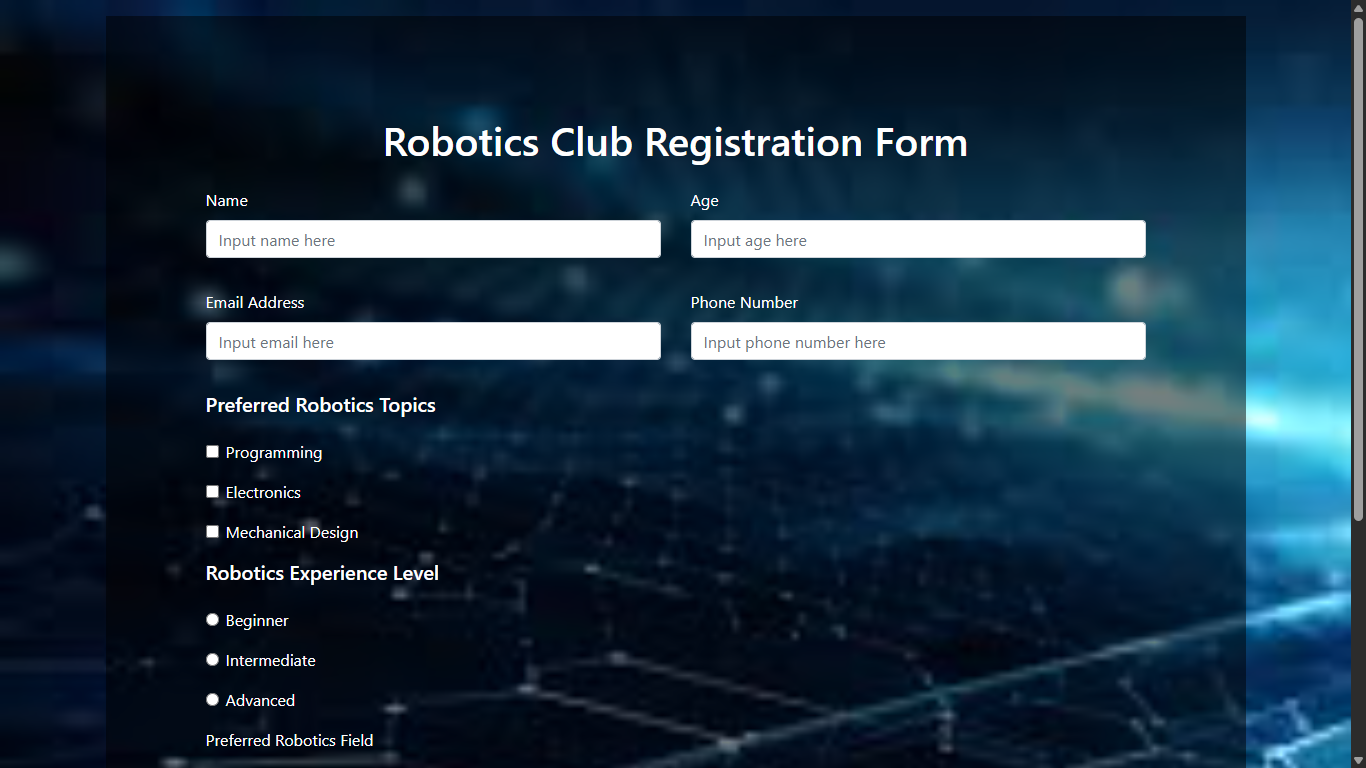 Robotics Club Registration Form
Name
Age
Input name here
Input age here
Email Address
Phone Number
Input email here
Input phone number here
Preferred Robotics Topics
Programming
Electronics
Mechanical Design
Robotics Experience Level
Beginner
Intermediate
Advanced
Preferred Robotics Field